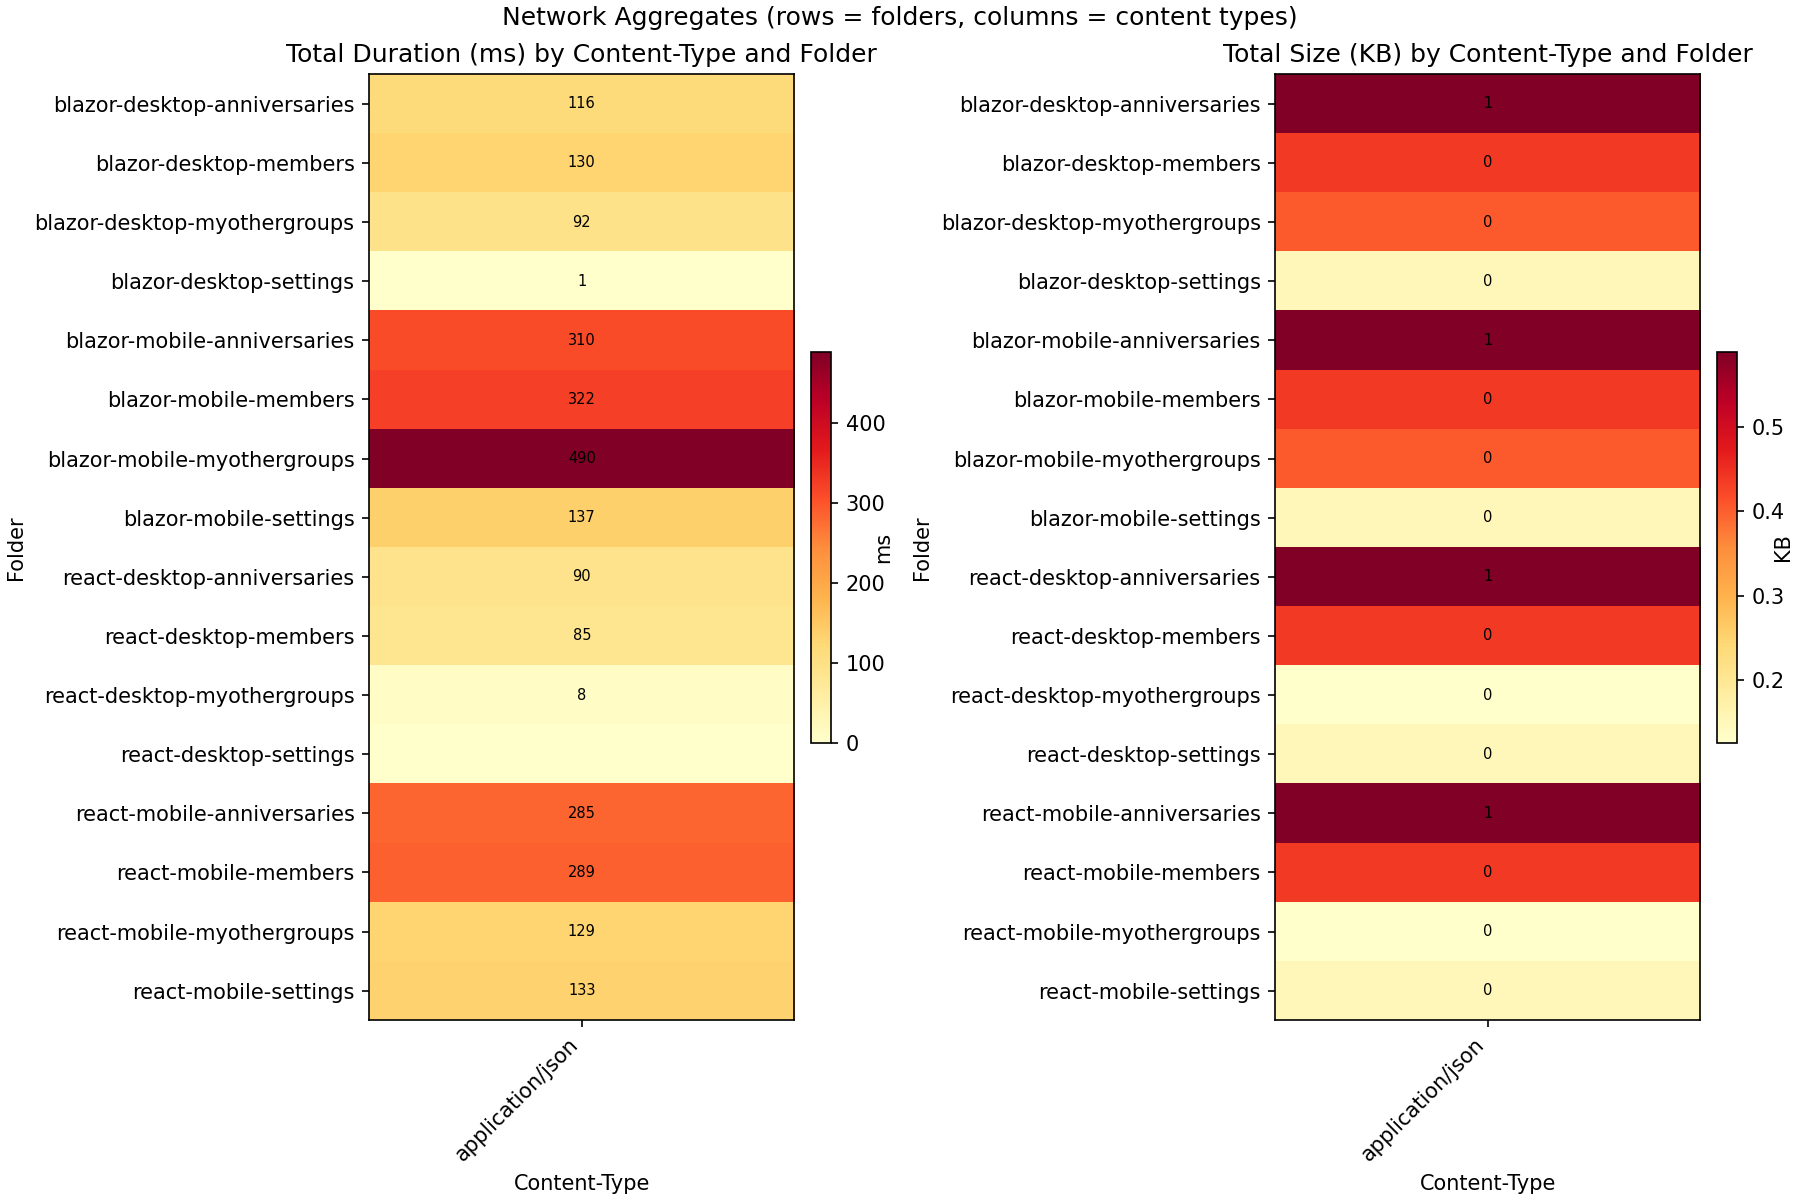 Network Aggregates (rows = folders, columns = content types)
Total Duration (ms) by Content-Type and Folder
blazor-desktop-anniversaries 116
blazor-desktop-members 130
blazor-desktop-myothergroups 92
blazor-desktop-settings 1
blazor-mobile-anniversaries 310
blazor-mobile-members 322
blazor-mobile-myothergroups 490
blazor-mobile-settings 137
react-desktop-anniversaries 90
react-desktop-members 85
react-desktop-myothergroups 8
react-desktop-settings
react-mobile-anniversaries 285
react-mobile-members 289
react-mobile-myothergroups 129
react-mobile-settings 133
Folder
application/json
Content-Type
400
300
200
100
0
ms
Total Size (KB) by Content-Type and Folder
blazor-desktop-anniversaries 1
blazor-desktop-members 0
blazor-desktop-myothergroups 0
blazor-desktop-settings 0
blazor-mobile-anniversaries 1
blazor-mobile-members 0
blazor-mobile-myothergroups 0
blazor-mobile-settings 0
react-desktop-anniversaries 1
react-desktop-members 0
react-desktop-myothergroups 0
react-desktop-settings 0
react-mobile-anniversaries 1
react-mobile-members 0
react-mobile-myothergroups 0
react-mobile-settings 0
Folder
application/json
Content-Type
0.5
0.4
0.3
0.2
KB